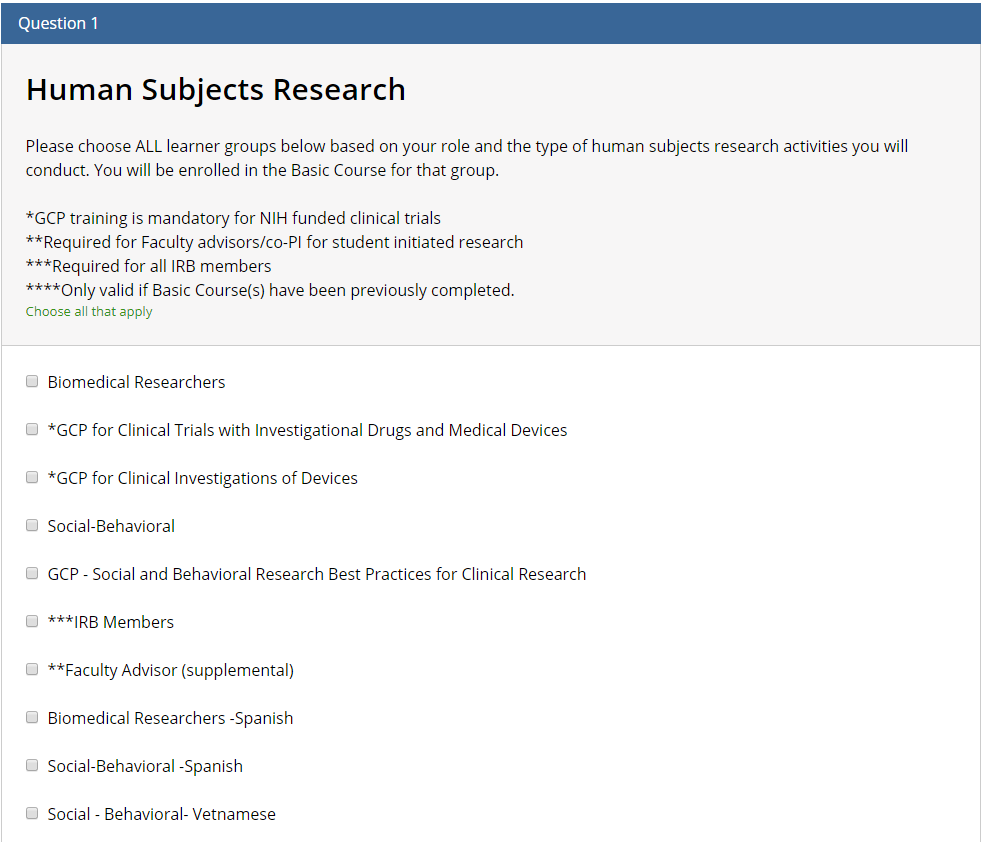 Question 1
Human Subjects Research
Please choose ALL learner groups below based on your role and the type of human subjects research activities you will
conduct. You will be enrolled in the Basic Course for that group.
*GCP training is mandatory for NIH funded clinical trials
**Required for Faculty advisors/co-PI for student initiated research
***Required for all IRB members
****Only valid if Basic Course(s) have been previously completed.
Choose all that apply
Biomedical Researchers
*GCP for Clinical Trials with Investigational Drugs and Medical Devices
*GCP for Clinical Investigations of Devices
Social-Behavioral
GCP - Social and Behavioral Research Best Practices for Clinical Research
***IRB Members
**Faculty Advisor (supplemental)
Biomedical Researchers -Spanish
Social-Behavioral -Spanish
Social - Behavioral- Vetnamese